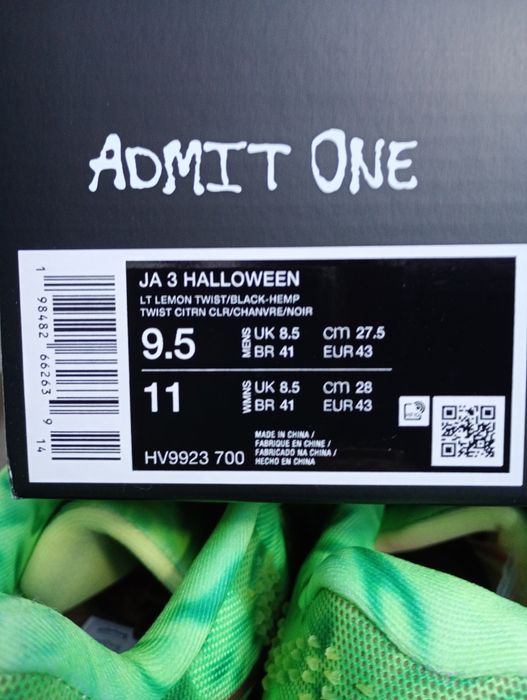 ADMIT ONE
JA 3 HALLOWEEN
LT LEMON TWIST/BLACK-HEMP
TWIST CITRN CLR/CHANVRE/NOIR
9.5 MENS UK 8.5 cm 27.5
BR 41 EUR 43
11 WMNS UK 8.5 cm 28
BR 41 EUR 43
HV9923 700
MADE IN CHINA /
FABRIQUE EN CHINE /
FABRICADO NA CHINA /
HECHO EN CHINA
1 98482 66263 9 14